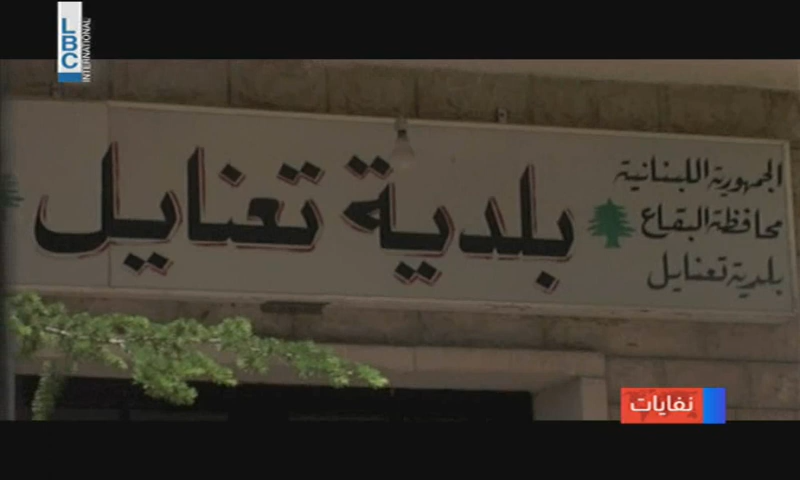 LBC
INTERNATIONAL
الجمهورية اللبنانية
محافظة البقاع
بلدية تعنايل
بلدية تعنايل
نفايات